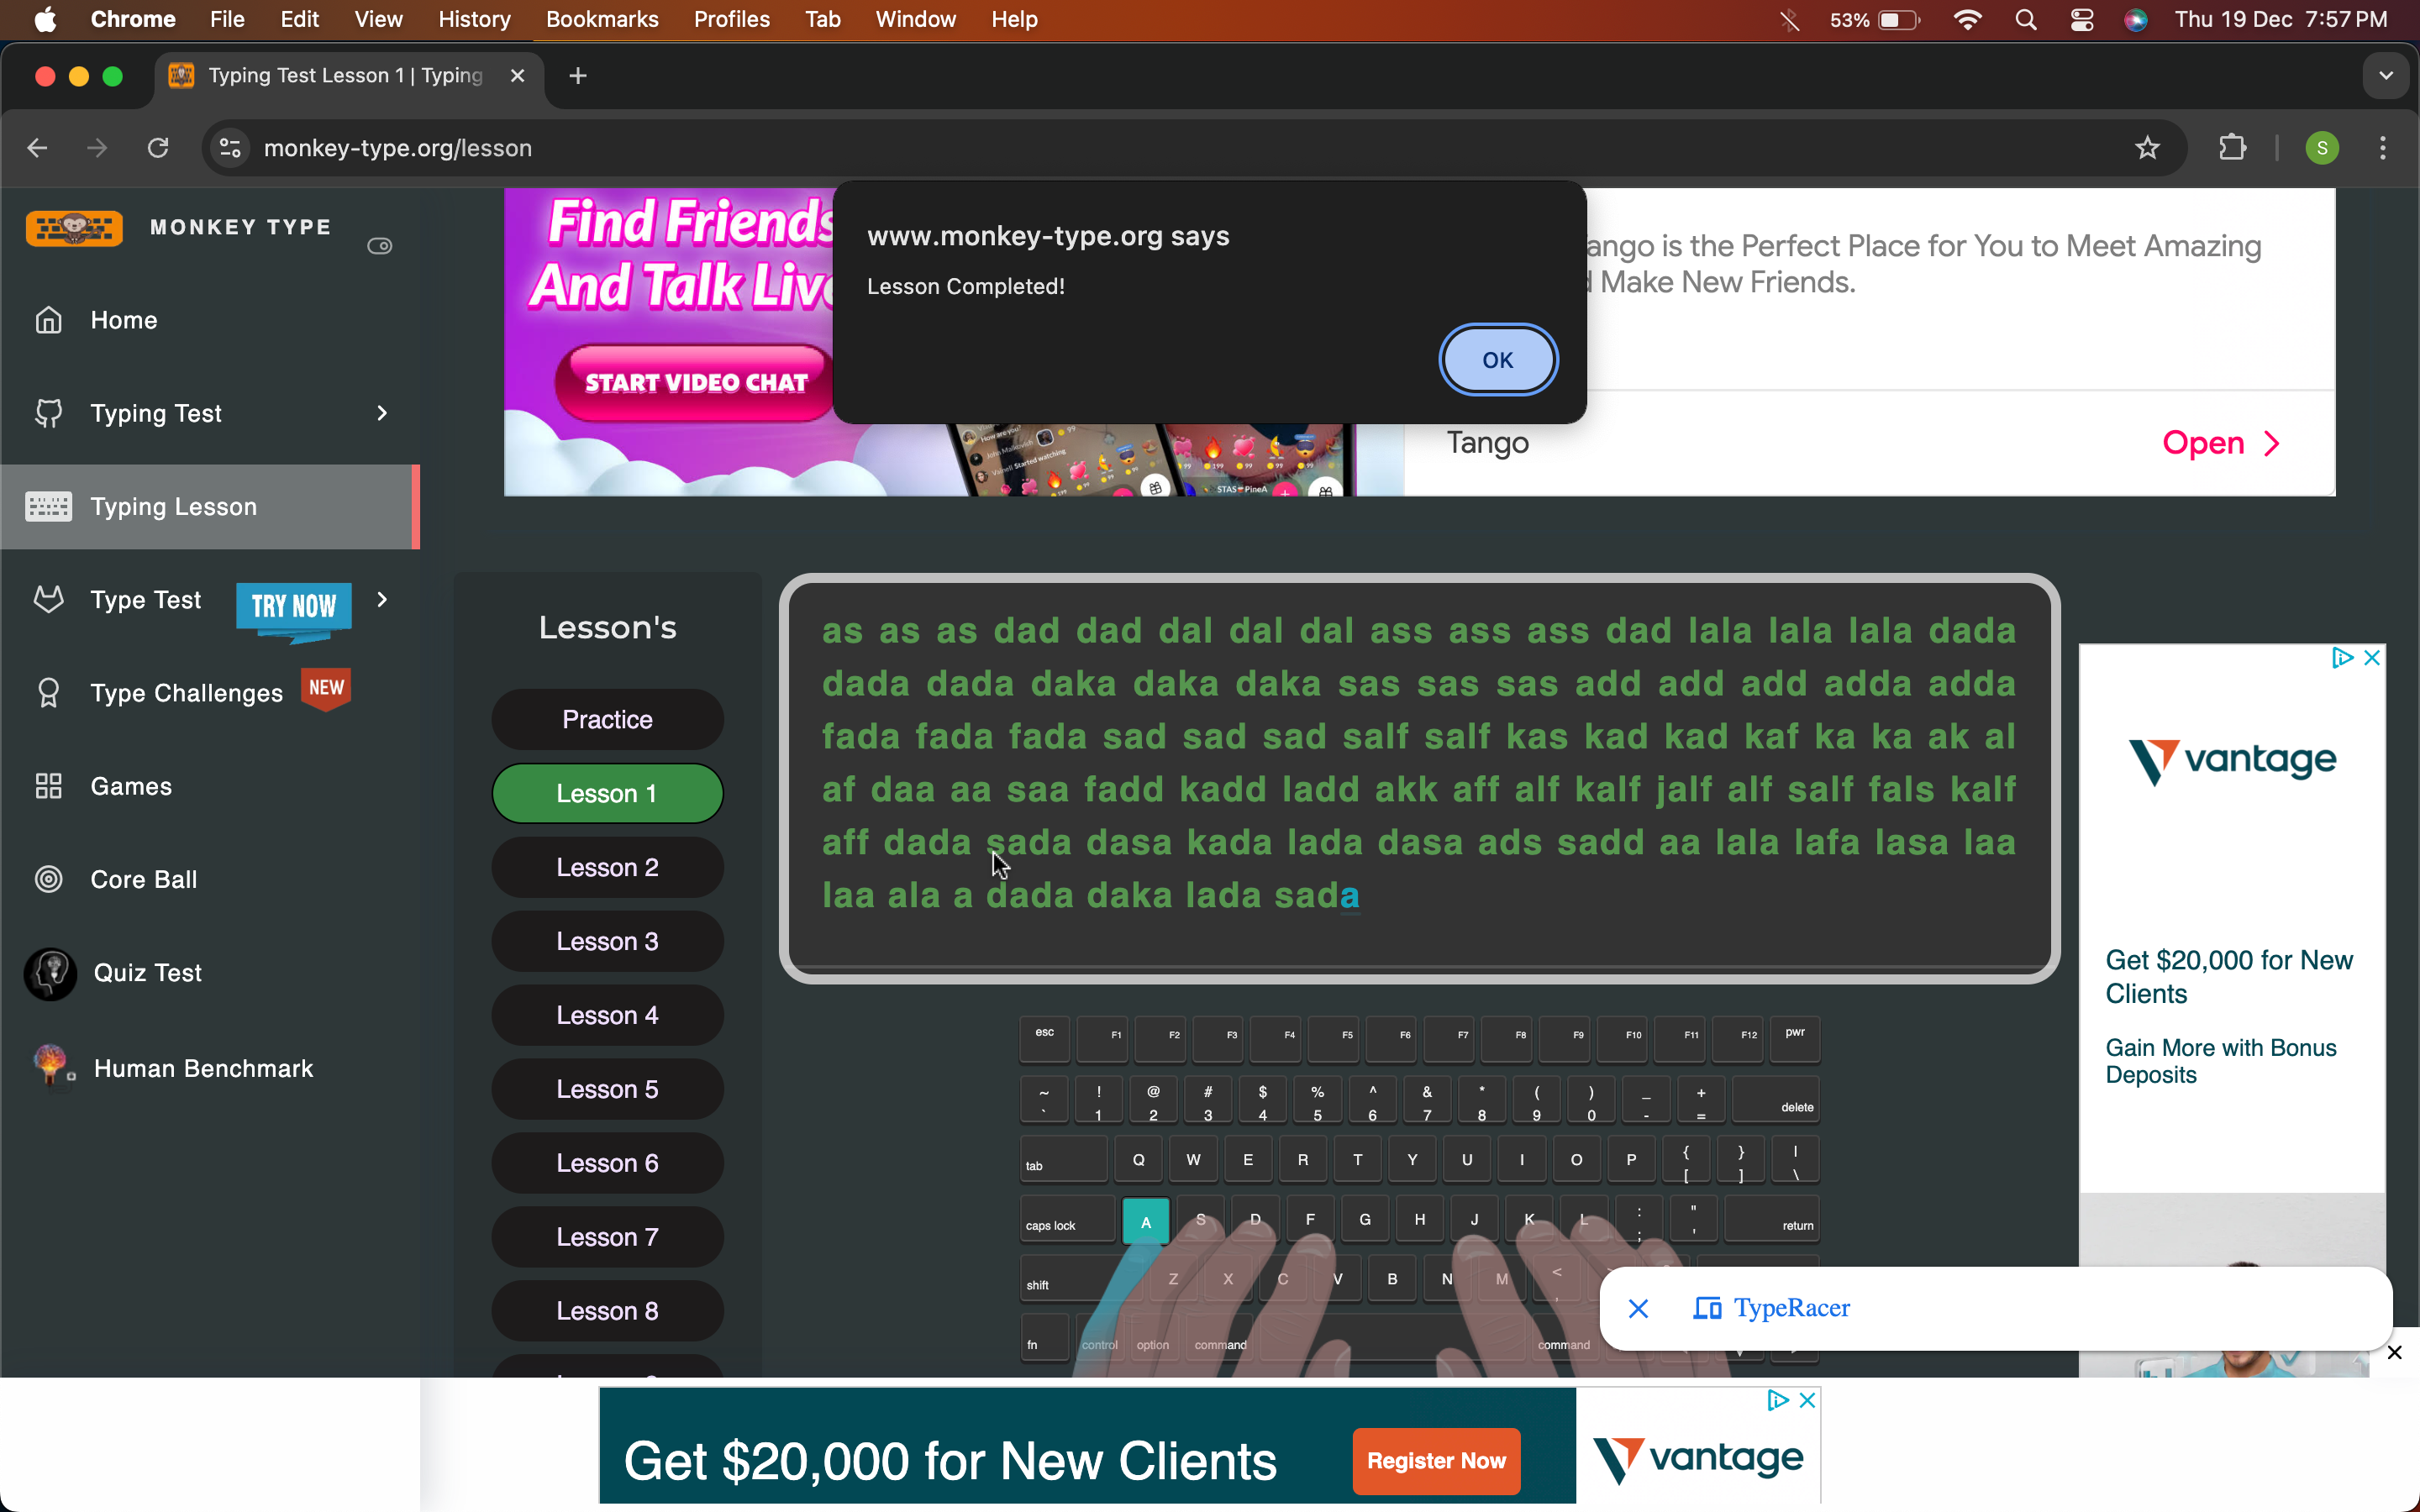 Chrome File Edit View History Bookmarks Profiles Tab Window Help 53% Thu 19 Dec 7:57 PM
Typing Test Lesson 1 | Typing
monkey-type.org/lesson
MONKEY TYPE
Home
Typing Test
Typing Lesson
Type Test TRY NOW
Type Challenges NEW
Games
Core Ball
Quiz Test
Human Benchmark
Find Friends
And Talk Live
START VIDEO CHAT
www.monkey-type.org says
Lesson Completed!
OK
ango is the Perfect Place for You to Meet Amazing
Make New Friends.
Tango
Open
Lesson's
Practice
Lesson 1
Lesson 2
Lesson 3
Lesson 4
Lesson 5
Lesson 6
Lesson 7
Lesson 8
as as as dad dad dal dal dal ass ass ass dad lala lala lala dada
dada dada daka daka daka sas sas sas add add add adda adda
fada fada fada sad sad sad salf salf kas kad kad kaf ka ka ak al
af daa aa saa fadd kadd ladd akk aff alf kalf jalf alf salf fals kalf
aff dada sada dasa kada lada dasa ads sadd aa lala lafa lasa laa
laa ala a dada daka lada sada
esc F1 F2 F3 F4 F5 F6 F7 F8 F9 F10 F11 F12 pwr
~ ! @ # $ % ^ & * ( ) _ +
` 1 2 3 4 5 6 7 8 9 0 - = delete
tab Q W E R T Y U I O P { } |
[ ] \
caps lock A S D F G H J K L : "
; ' return
shift Z X C V B N M <
,
fn control option command command
TypeRacer
vantage
Get $20,000 for New
Clients
Gain More with Bonus
Deposits
Get $20,000 for New Clients
Register Now
vantage
S